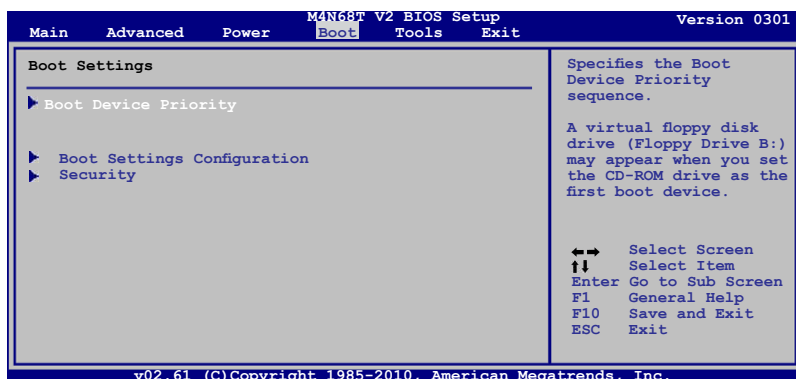 M4N68T V2 BIOS Setup Version 0301
Main Advanced Power Boot Tools Exit
Boot Settings
Boot Device Priority
Boot Settings Configuration
Security
Specifies the Boot
Device Priority
sequence.
A virtual floppy disk
drive (Floppy Drive B:)
may appear when you set
the CD-ROM drive as the
first boot device.
←→ Select Screen
↑↓ Select Item
Enter Go to Sub Screen
F1 General Help
F10 Save and Exit
ESC Exit
v02.61 (C)Copyright 1985-2010, American Megatrends, Inc.